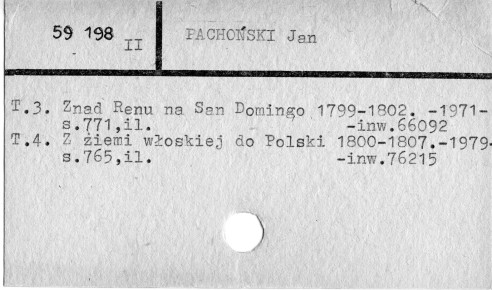 59 198 II PACHOŃSKI Jan
T.3. Znad Renu na San Domingo 1799-1802. -1971-
s.771,il. -inw.66092
T.4. Z ziemi włoskiej do Polski 1800-1807.-1979-
s.765,il. -inw.76215